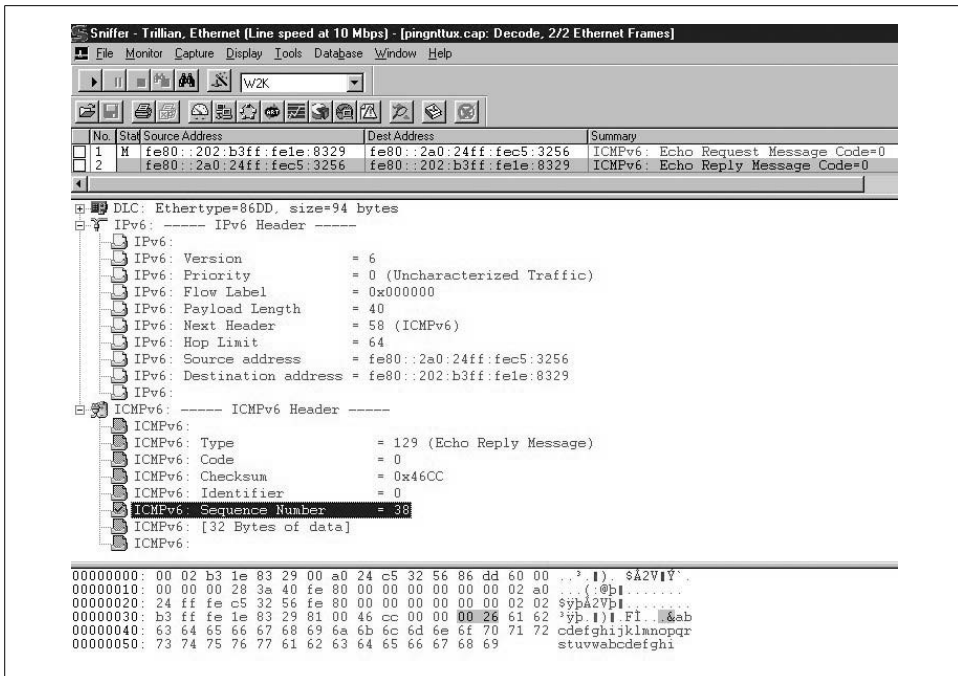 Sniffer - Trillian, Ethernet (Line speed at 10 Mbps) - [pingnttux.cap: Decode, 2/2 Ethernet Frames]
File Monitor Capture Display Tools Database Window Help
W2K
No. Stat Source Address Dest Address Summary
1 M fe80::202:b3ff:fe1e:8329 fe80::2a0:24ff:fec5:3256 ICMPv6: Echo Request Message Code=0
2 fe80::2a0:24ff:fec5:3256 fe80::202:b3ff:fe1e:8329 ICMPv6: Echo Reply Message Code=0
DLC: Ethertype=86DD, size=94 bytes
IPv6: ----- IPv6 Header -----
IPv6:
IPv6: Version = 6
IPv6: Priority = 0 (Uncharacterized Traffic)
IPv6: Flow Label = 0x000000
IPv6: Payload Length = 40
IPv6: Next Header = 58 (ICMPv6)
IPv6: Hop Limit = 64
IPv6: Source address = fe80::2a0:24ff:fec5:3256
IPv6: Destination address = fe80::202:b3ff:fe1e:8329
IPv6:
ICMPv6: ----- ICMPv6 Header -----
ICMPv6:
ICMPv6: Type = 129 (Echo Reply Message)
ICMPv6: Code = 0
ICMPv6: Checksum = 0x46CC
ICMPv6: Identifier = 0
ICMPv6: Sequence Number = 38
ICMPv6: [32 Bytes of data]
ICMPv6:
00000000: 00 02 b3 1e 83 29 00 a0 24 c5 32 56 86 dd 60 00
00000010: 00 00 00 28 3a 40 fe 80 00 00 00 00 00 00 02 a0
00000020: 24 ff fe c5 32 56 fe 80 00 00 00 00 00 00 02 02
00000030: b3 ff fe 1e 83 29 81 00 46 cc 00 00 00 26 61 62
00000040: 63 64 65 66 67 68 69 6a 6b 6c 6d 6e 6f 70 71 72 cdefghijklmnopqr
00000050: 73 74 75 76 77 61 62 63 64 65 66 67 68 69 stuvwabcdefghi